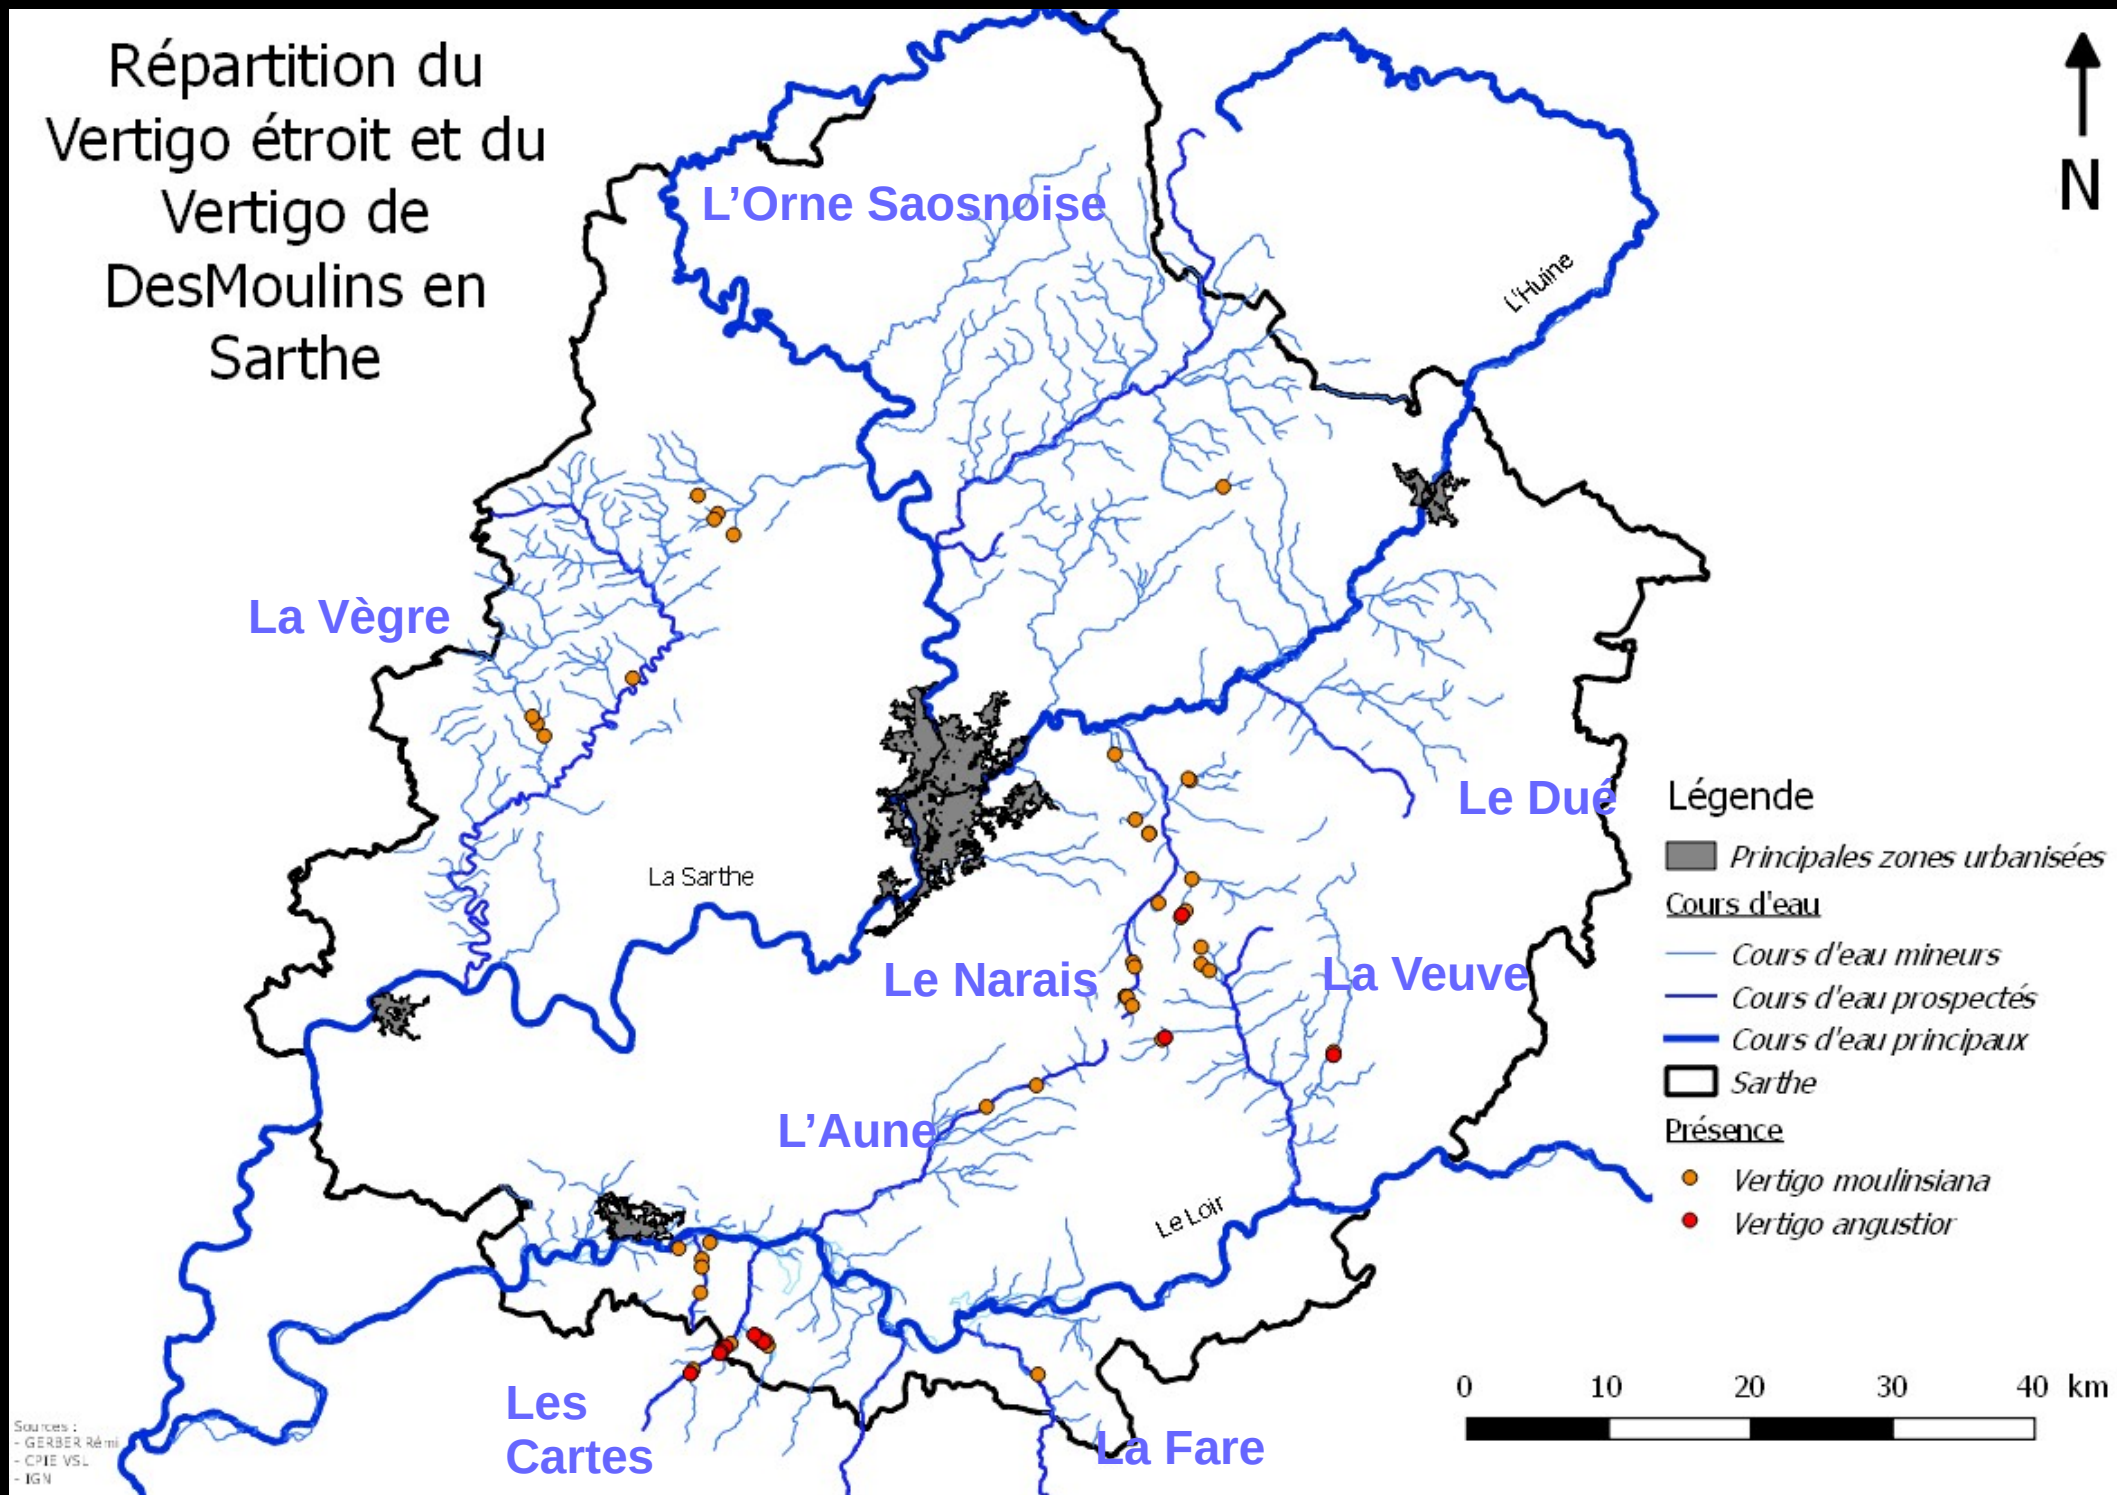 Répartition du
Vertigo étroit et du
Vertigo de
DesMoulins en
Sarthe
N
L'Orne Saosnoise
L'Huine
La Vègre
Le Dué
La Sarthe
Le Narais
La Veuve
L'Aune
Le Loir
Les
Cartes
La Fare
Légende
Principales zones urbanisées
Cours d'eau
Cours d'eau mineurs
Cours d'eau prospectés
Cours d'eau principaux
Sarthe
Présence
Vertigo moulinsiana
Vertigo angustior
0 10 20 30 40 km
Sources :
- GERBER Rémi
- CPIE VSL
- IGN